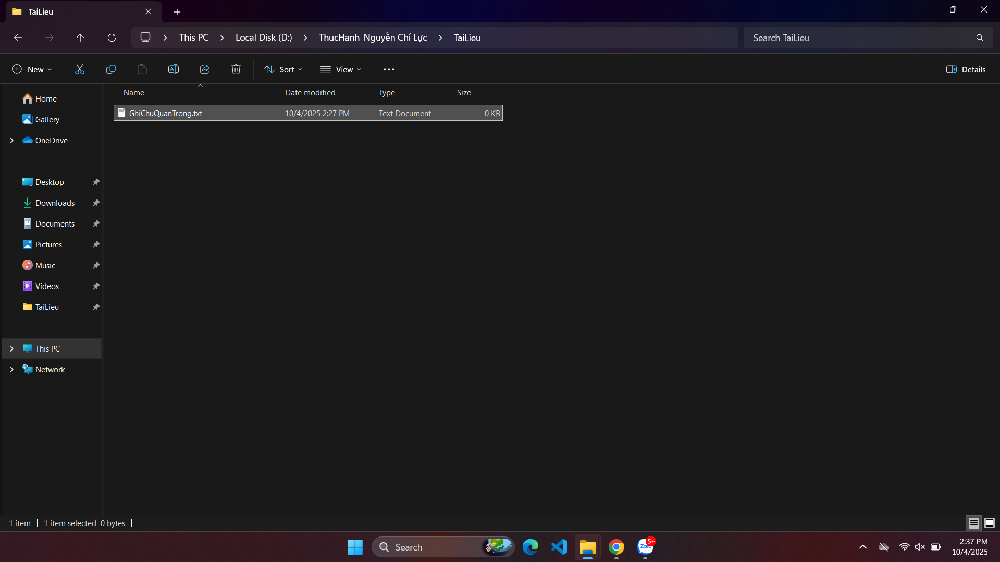 TaiLieu
This PC
Local Disk (D:)
ThucHanh_Nguyễn Chí Lực
TaiLieu
Search TaiLieu
New
Sort
View
Details
Name
Date modified
Type
Size
GhiChuQuanTrong.txt
10/4/2025 2:27 PM
Text Document
0 KB
Home
Gallery
OneDrive
Desktop
Downloads
Documents
Pictures
Music
Videos
TaiLieu
This PC
Network
1 item
1 item selected 0 bytes
Search
Zalo
5+
2:37 PM
10/4/2025